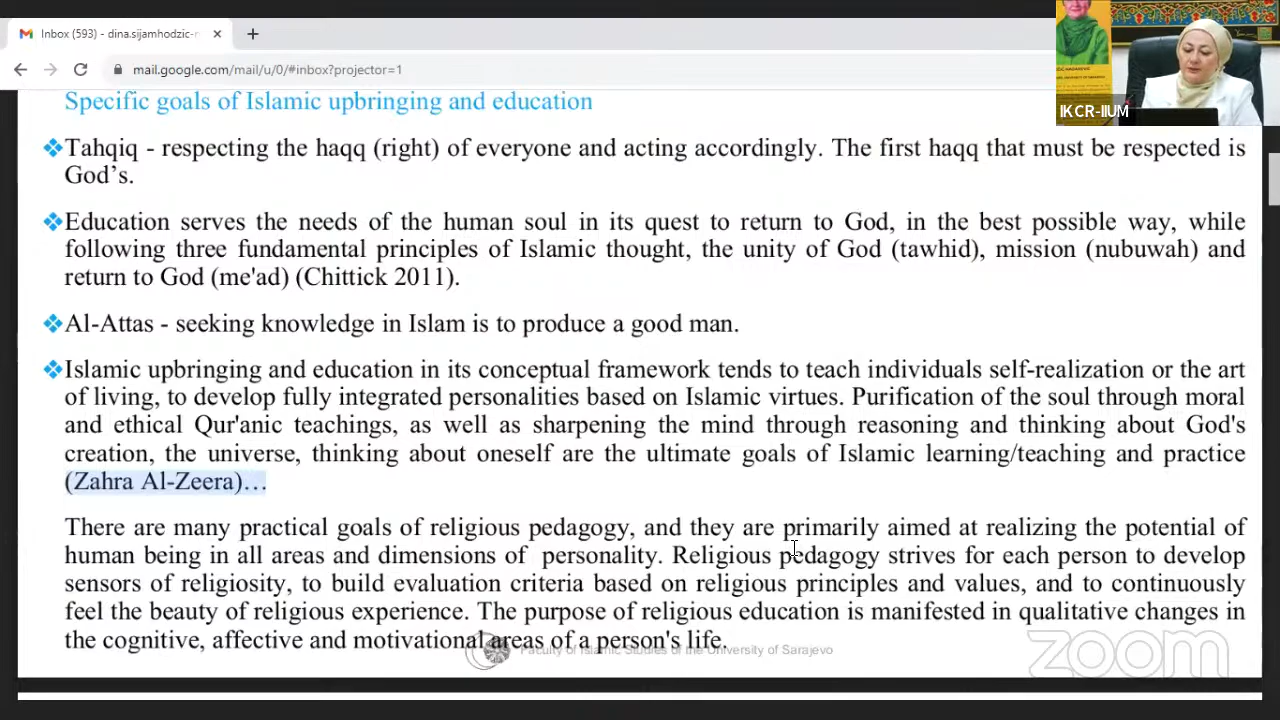 Inbox (593) - dina.sijamhodzic-r
mail.google.com/mail/u/0/#inbox?projector=1
IKCR-IIUM
Specific goals of Islamic upbringing and education
Tahqiq - respecting the haqq (right) of everyone and acting accordingly. The first haqq that must be respected is
God's.
Education serves the needs of the human soul in its quest to return to God, in the best possible way, while
following three fundamental principles of Islamic thought, the unity of God (tawhid), mission (nubuwah) and
return to God (me'ad) (Chittick 2011).
Al-Attas - seeking knowledge in Islam is to produce a good man.
Islamic upbringing and education in its conceptual framework tends to teach individuals self-realization or the art
of living, to develop fully integrated personalities based on Islamic virtues. Purification of the soul through moral
and ethical Qur'anic teachings, as well as sharpening the mind through reasoning and thinking about God's
creation, the universe, thinking about oneself are the ultimate goals of Islamic learning/teaching and practice
(Zahra Al-Zeera)…
There are many practical goals of religious pedagogy, and they are primarily aimed at realizing the potential of
human being in all areas and dimensions of personality. Religious pedagogy strives for each person to develop
sensors of religiosity, to build evaluation criteria based on religious principles and values, and to continuously
feel the beauty of religious experience. The purpose of religious education is manifested in qualitative changes in
the cognitive, affective and motivational areas of a person's life.
Faculty of Islamic Studies of the University of Sarajevo
zoom